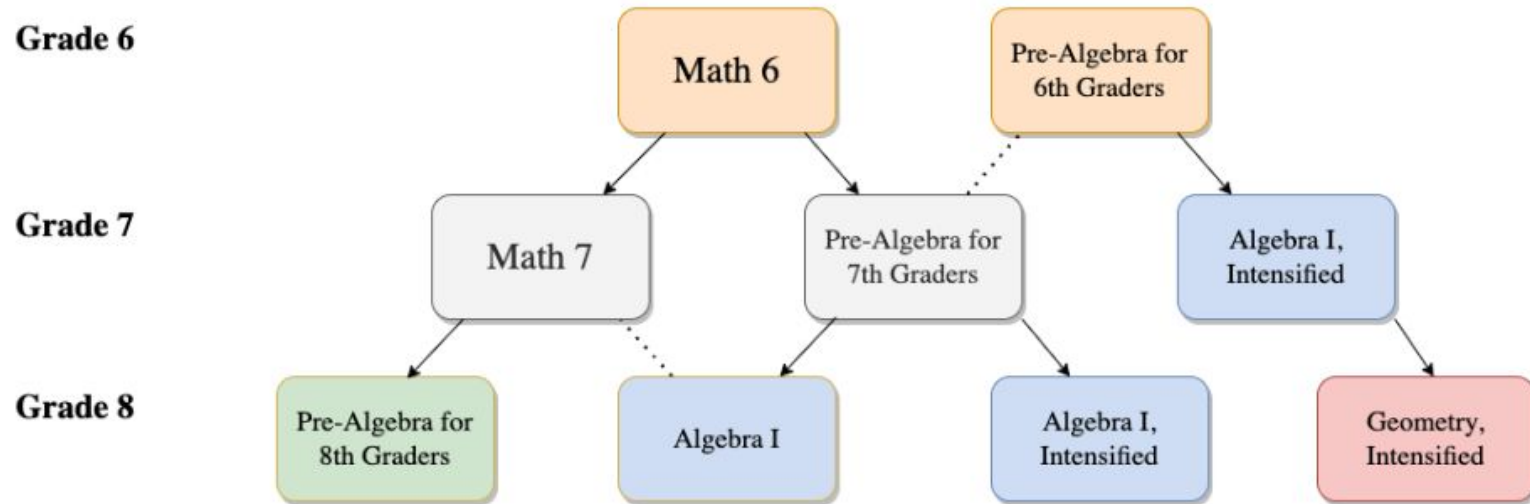 Grade 6
Math 6
Pre-Algebra for
6th Graders
Grade 7
Math 7
Pre-Algebra for
7th Graders
Algebra I,
Intensified
Grade 8
Pre-Algebra for
8th Graders
Algebra I
Algebra I,
Intensified
Geometry,
Intensified